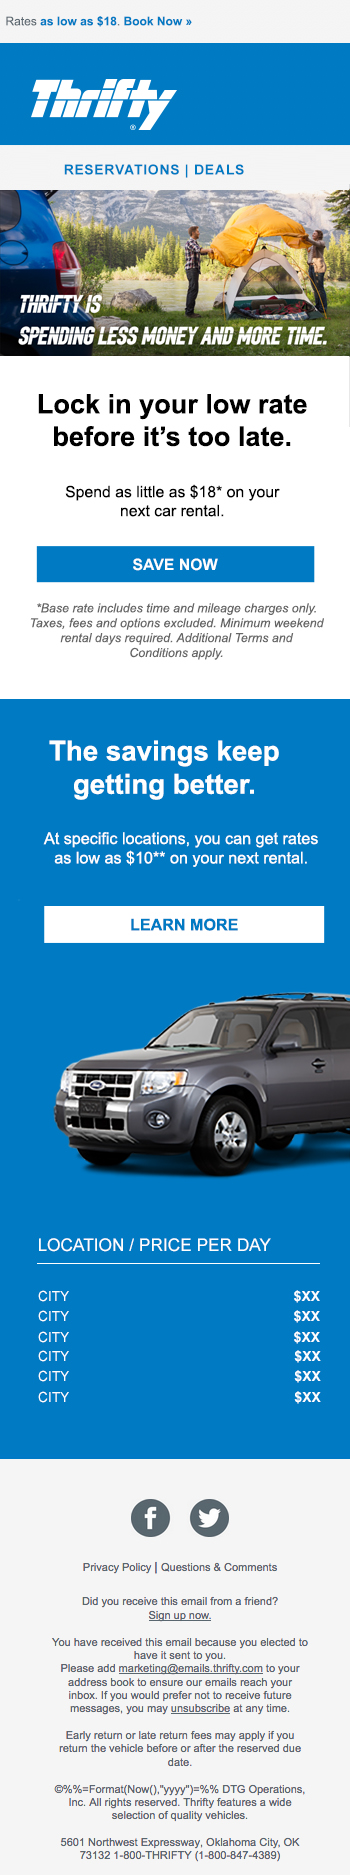 Rates as low as $18. Book Now »
Thrifty
®
RESERVATIONS | DEALS
THRIFTY IS
SPENDING LESS MONEY AND MORE TIME.
Lock in your low rate
before it’s too late.
Spend as little as $18* on your
next car rental.
SAVE NOW
*Base rate includes time and mileage charges only.
Taxes, fees and options excluded. Minimum weekend
rental days required. Additional Terms and
Conditions apply.
The savings keep
getting better.
At specific locations, you can get rates
as low as $10** on your next rental.
LEARN MORE
LOCATION / PRICE PER DAY
CITY $XX
CITY $XX
CITY $XX
CITY $XX
CITY $XX
CITY $XX
Privacy Policy | Questions & Comments
Did you receive this email from a friend?
Sign up now.
You have received this email because you elected to
have it sent to you.
Please add marketing@emails.thrifty.com to your
address book to ensure our emails reach your
inbox. If you would prefer not to receive future
messages, you may unsubscribe at any time.
Early return or late return fees may apply if you
return the vehicle before or after the reserved due
date.
©%%=Format(Now(),"yyyy")=%% DTG Operations,
Inc. All rights reserved. Thrifty features a wide
selection of quality vehicles.
5601 Northwest Expressway, Oklahoma City, OK
73132 1-800-THRIFTY (1-800-847-4389)